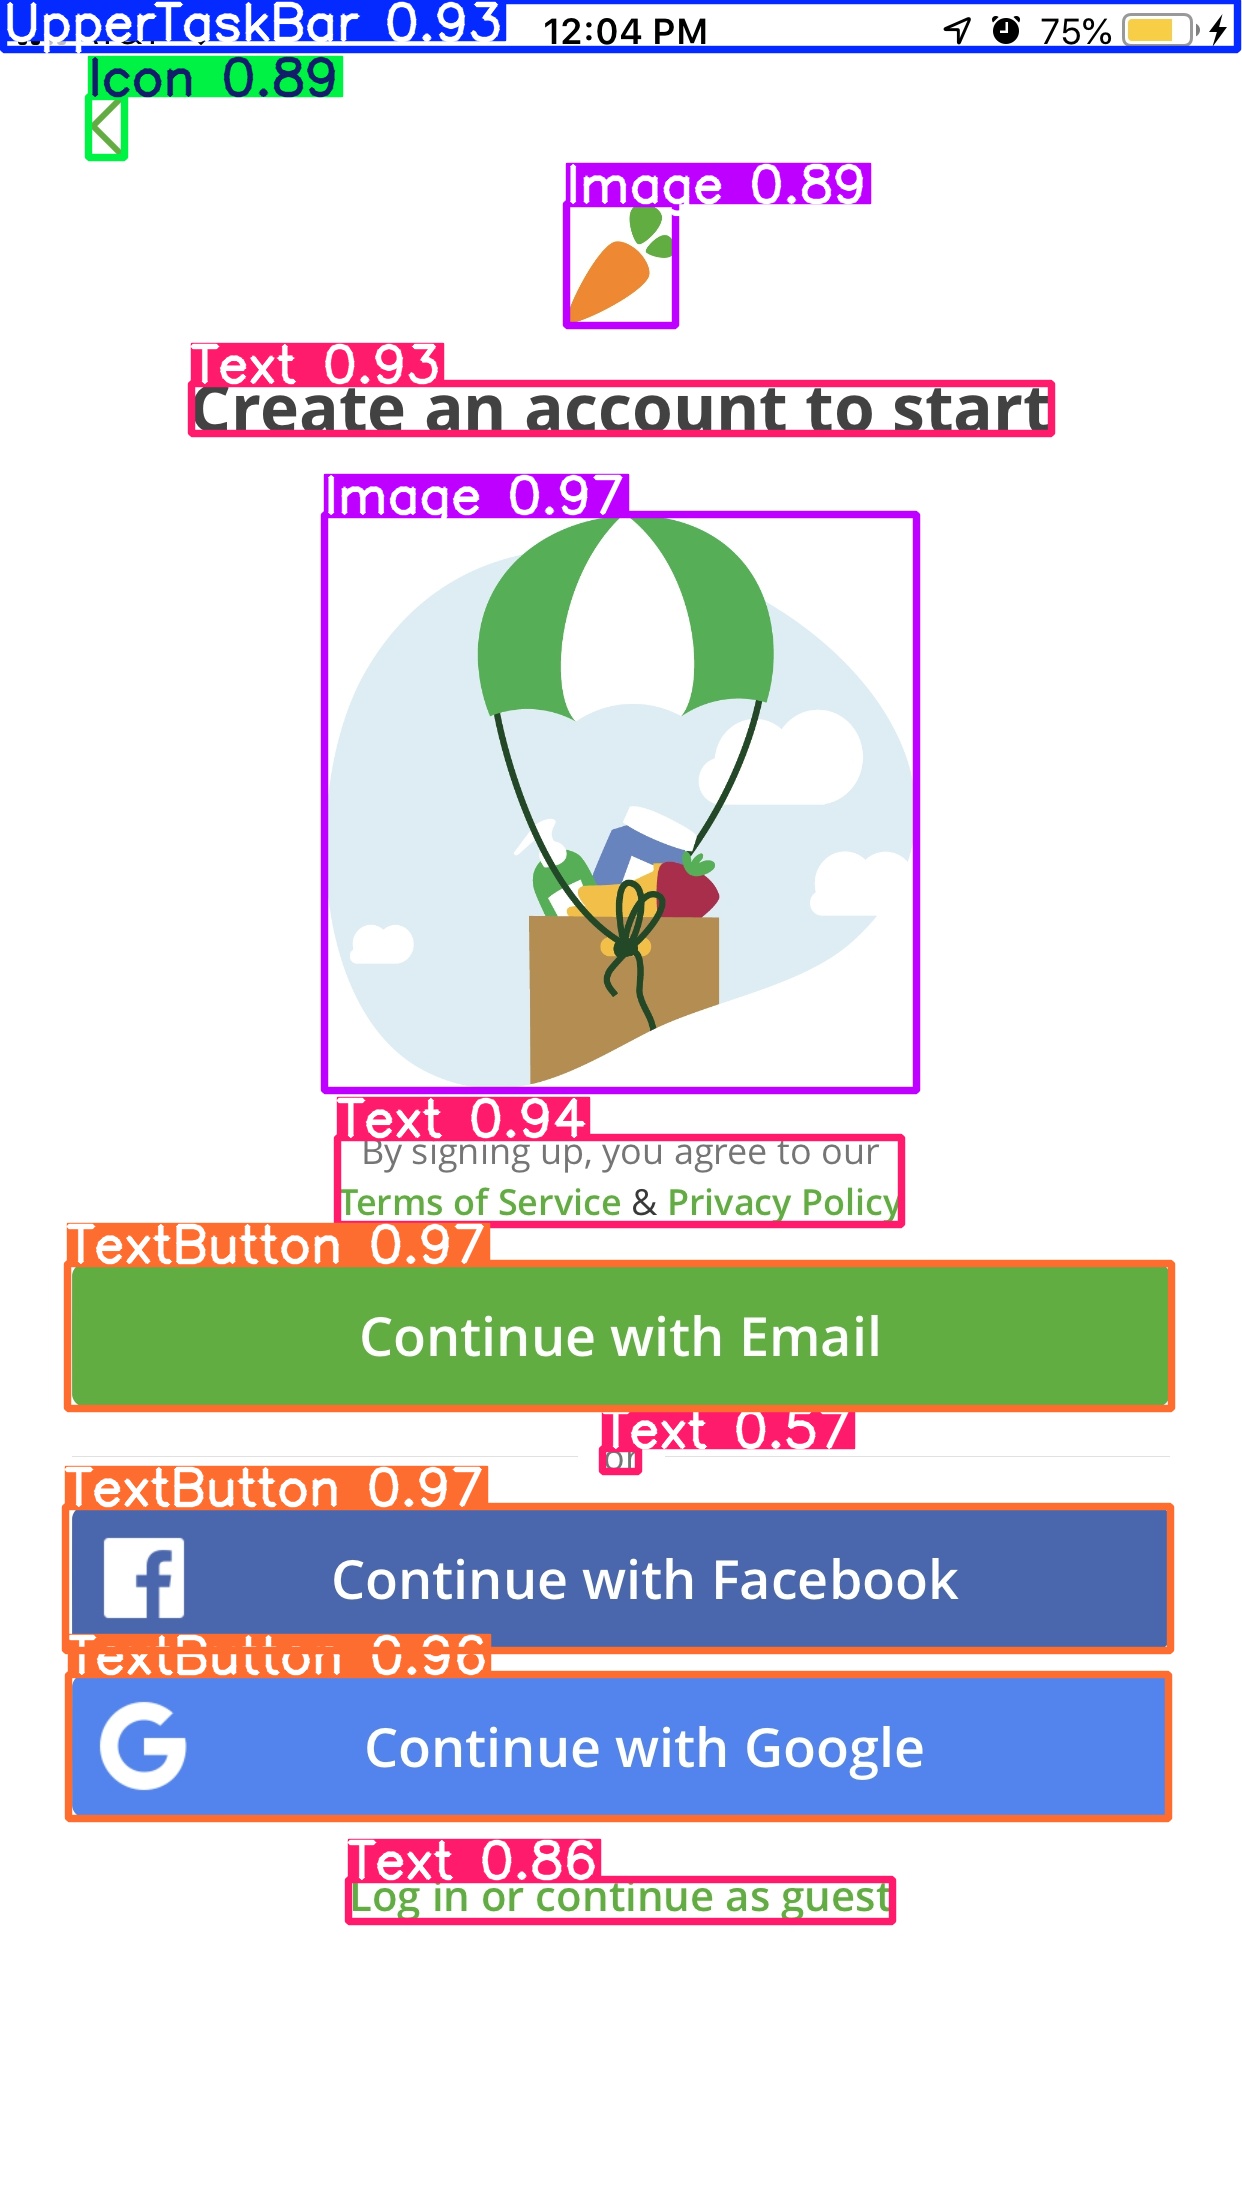 UpperTaskBar 0.93
12:04 PM
75%
Icon 0.89
Image 0.89
Text 0.93
Create an account to start
Image 0.97
Text 0.94
By signing up, you agree to our
Terms of Service & Privacy Policy
TextButton 0.97
Continue with Email
Text 0.57
or
TextButton 0.97
Continue with Facebook
TextButton 0.96
Continue with Google
Text 0.86
Log in or continue as guest